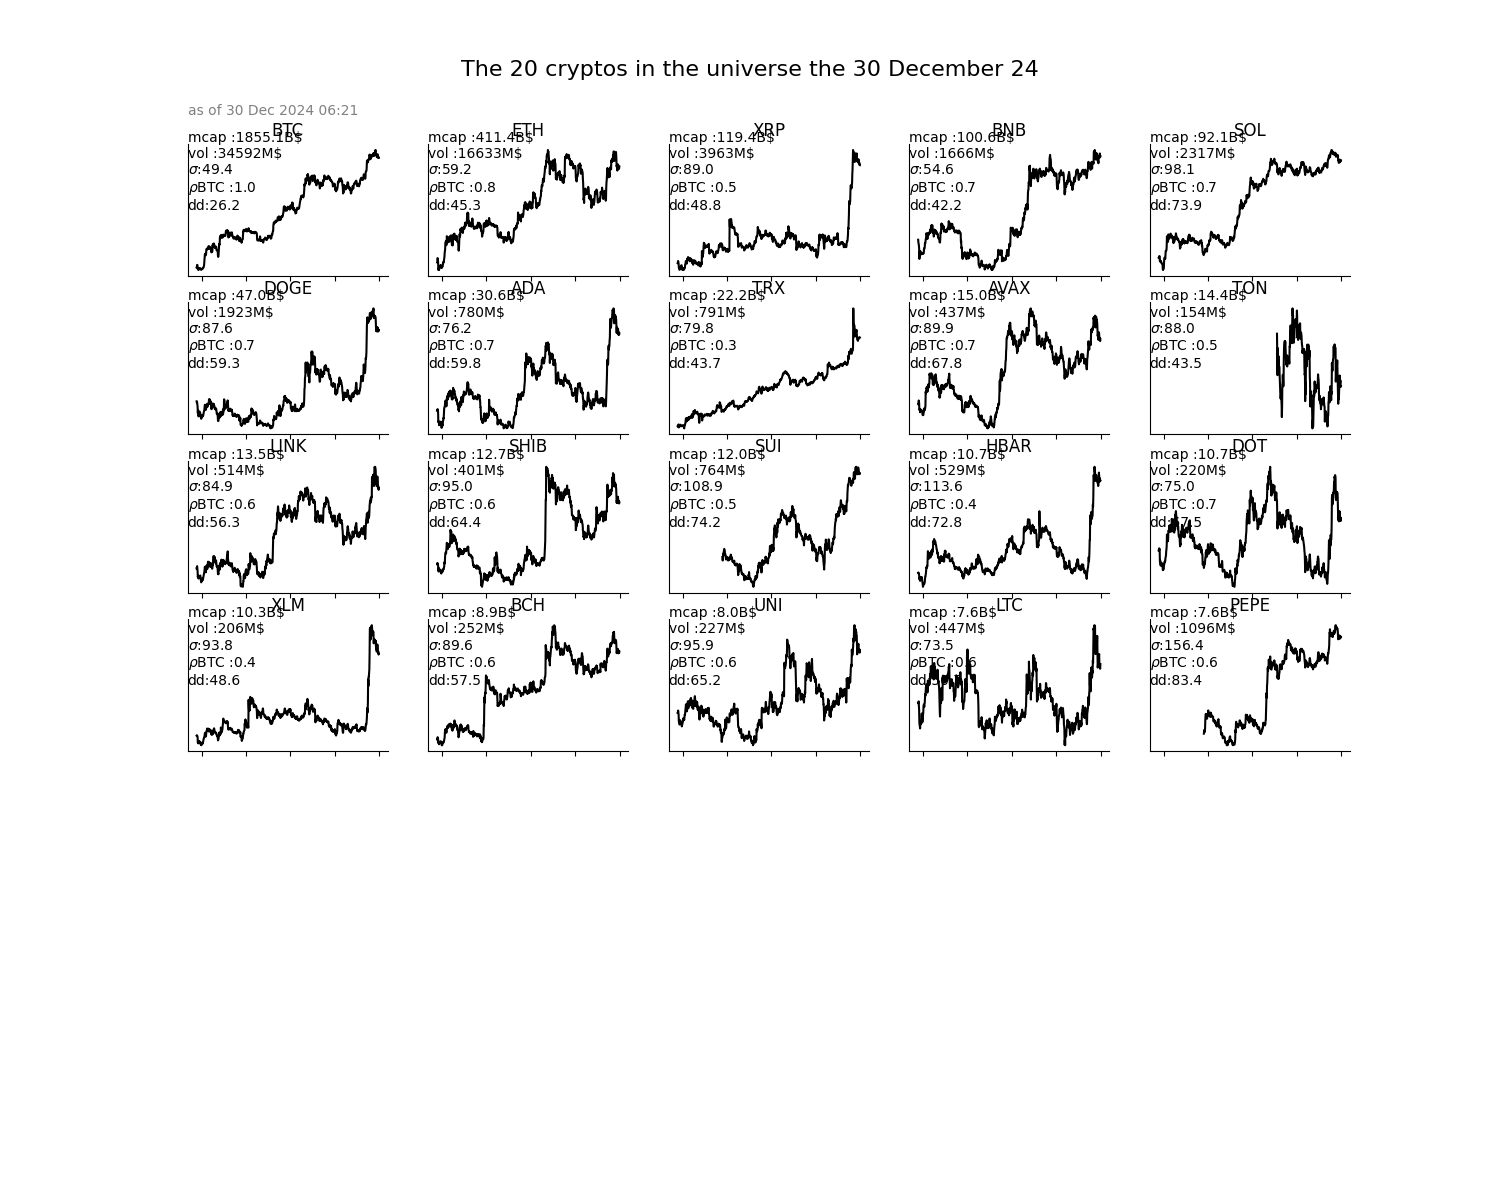 The 20 cryptos in the universe the 30 December 24
as of 30 Dec 2024 06:21
BTC
mcap :1855.1B$
vol :34592M$
σ:49.4
ρBTC :1.0
dd:26.2
ETH
mcap :411.4B$
vol :16633M$
σ:59.2
ρBTC :0.8
dd:45.3
XRP
mcap :119.4B$
vol :3963M$
σ:89.0
ρBTC :0.5
dd:48.8
BNB
mcap :100.6B$
vol :1666M$
σ:54.6
ρBTC :0.7
dd:42.2
SOL
mcap :92.1B$
vol :2317M$
σ:98.1
ρBTC :0.7
dd:73.9
DOGE
mcap :47.0B$
vol :1923M$
σ:87.6
ρBTC :0.7
dd:59.3
ADA
mcap :30.6B$
vol :780M$
σ:76.2
ρBTC :0.7
dd:59.8
TRX
mcap :22.2B$
vol :791M$
σ:79.8
ρBTC :0.3
dd:43.7
AVAX
mcap :15.0B$
vol :437M$
σ:89.9
ρBTC :0.7
dd:67.8
TON
mcap :14.4B$
vol :154M$
σ:88.0
ρBTC :0.5
dd:43.5
LINK
mcap :13.5B$
vol :514M$
σ:84.9
ρBTC :0.6
dd:56.3
SHIB
mcap :12.7B$
vol :401M$
σ:95.0
ρBTC :0.6
dd:64.4
SUI
mcap :12.0B$
vol :764M$
σ:108.9
ρBTC :0.5
dd:74.2
HBAR
mcap :10.7B$
vol :529M$
σ:113.6
ρBTC :0.4
dd:72.8
DOT
mcap :10.7B$
vol :220M$
σ:75.0
ρBTC :0.7
XLM
mcap :10.3B$
vol :206M$
σ:93.8
ρBTC :0.4
dd:48.6
BCH
mcap :8.9B$
vol :252M$
σ:89.6
ρBTC :0.6
dd:57.5
UNI
mcap :8.0B$
vol :227M$
σ:95.9
ρBTC :0.6
dd:65.2
LTC
mcap :7.6B$
vol :447M$
σ:73.5
ρBTC :0.6
PEPE
mcap :7.6B$
vol :1096M$
σ:156.4
ρBTC :0.6
dd:83.4